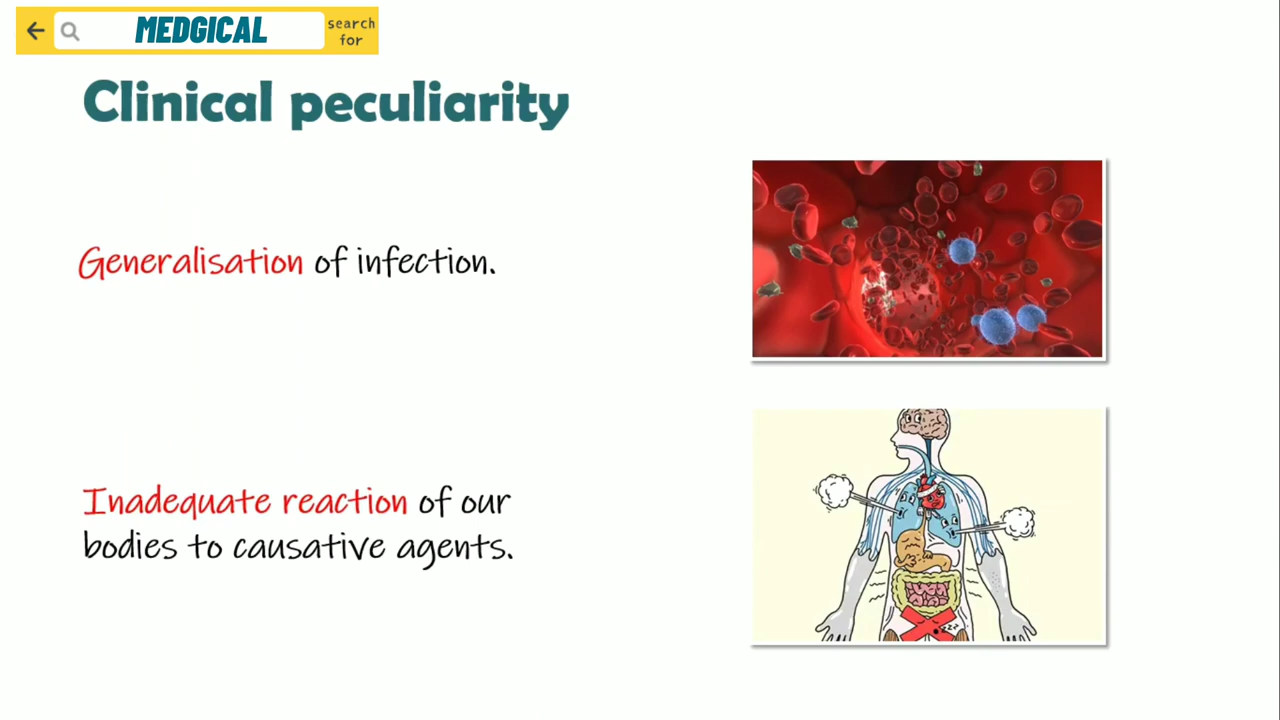 MEDGICAL
search
for
Clinical peculiarity
Generalisation of infection.
Inadequate reaction of our
bodies to causative agents.